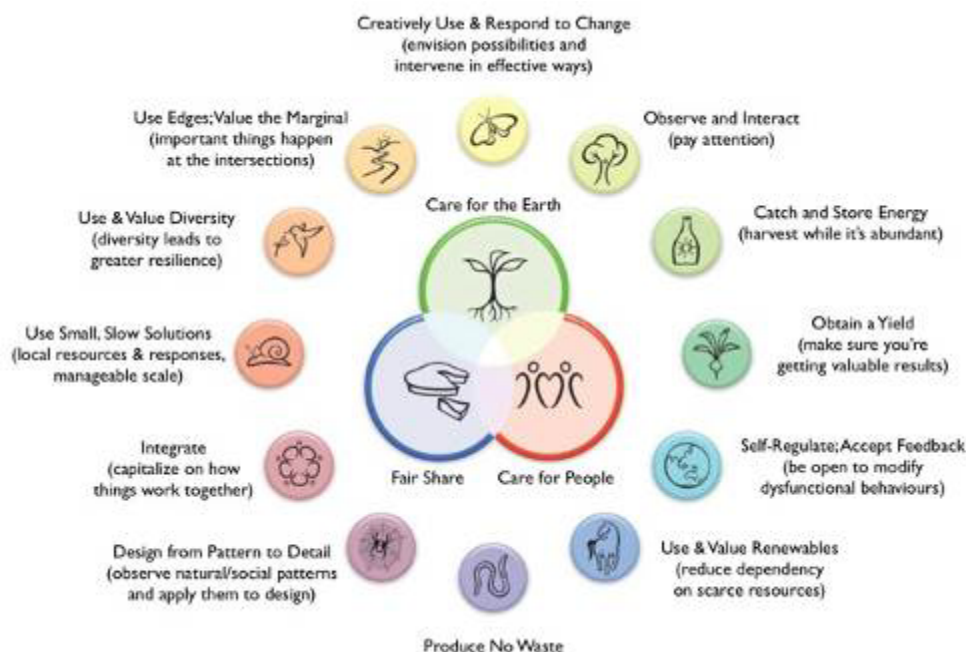 Creatively Use & Respond to Change
(envision possibilities and
intervene in effective ways)
Observe and Interact
(pay attention)
Catch and Store Energy
(harvest while it's abundant)
Obtain a Yield
(make sure you're
getting valuable results)
Self-Regulate; Accept Feedback
(be open to modify
dysfunctional behaviours)
Use & Value Renewables
(reduce dependency
on scarce resources)
Produce No Waste
Design from Pattern to Detail
(observe natural/social patterns
and apply them to design)
Integrate
(capitalize on how
things work together)
Use Small, Slow Solutions
(local resources & responses,
manageable scale)
Use & Value Diversity
(diversity leads to
greater resilience)
Use Edges; Value the Marginal
(important things happen
at the intersections)
Care for the Earth
Fair Share
Care for People